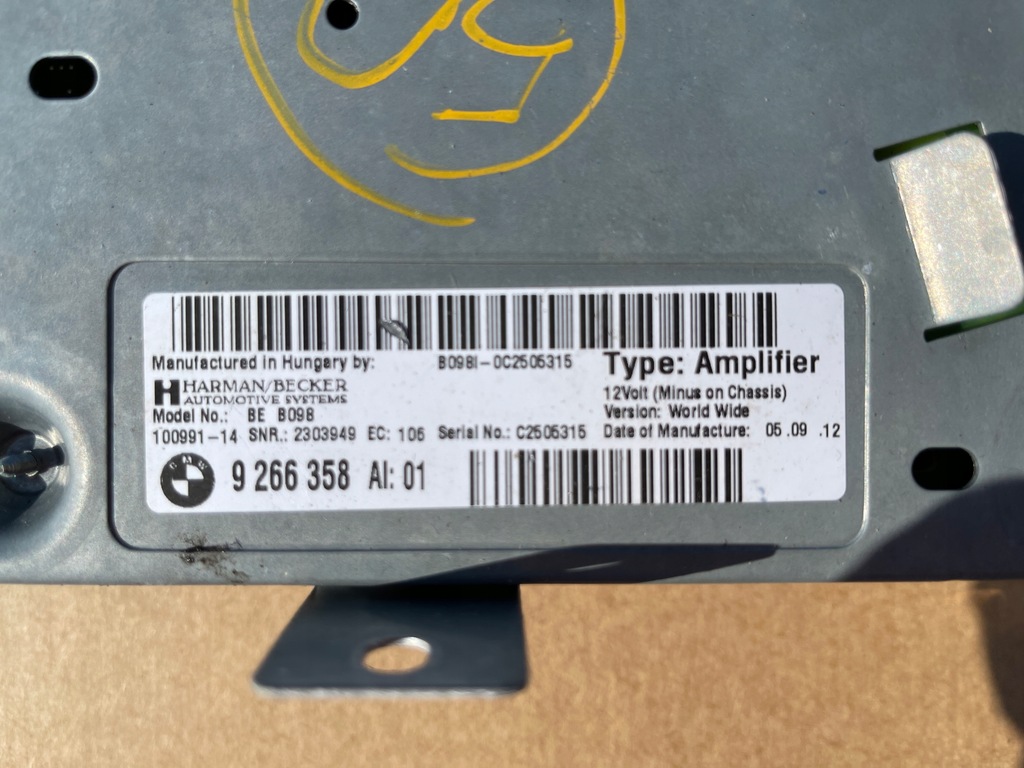 Manufactured in Hungary by: B098I-0C2505315 Type: Amplifier
HARMAN/BECKER
AUTOMOTIVE SYSTEMS 12Volt (Minus on Chassis)
Model No.: BE B098 Version: World Wide
100991-14 SNR.: 2303949 EC: 106 Serial No.: C2505315 Date of Manufacture: 05.09 .12
BMW
9 266 358 AI: 01